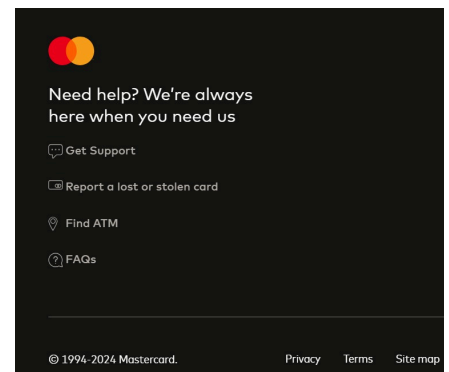 Need help? We're always
here when you need us
Get Support
Report a lost or stolen card
Find ATM
FAQs
© 1994-2024 Mastercard. Privacy Terms Site map